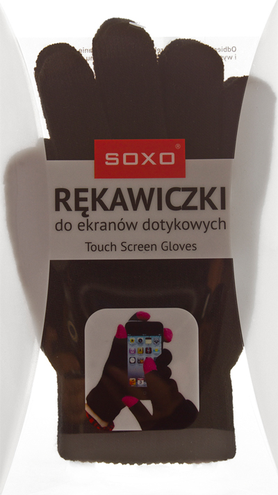 SOXO®
RĘKAWICZKI
do ekranów dotykowych
Touch Screen Gloves